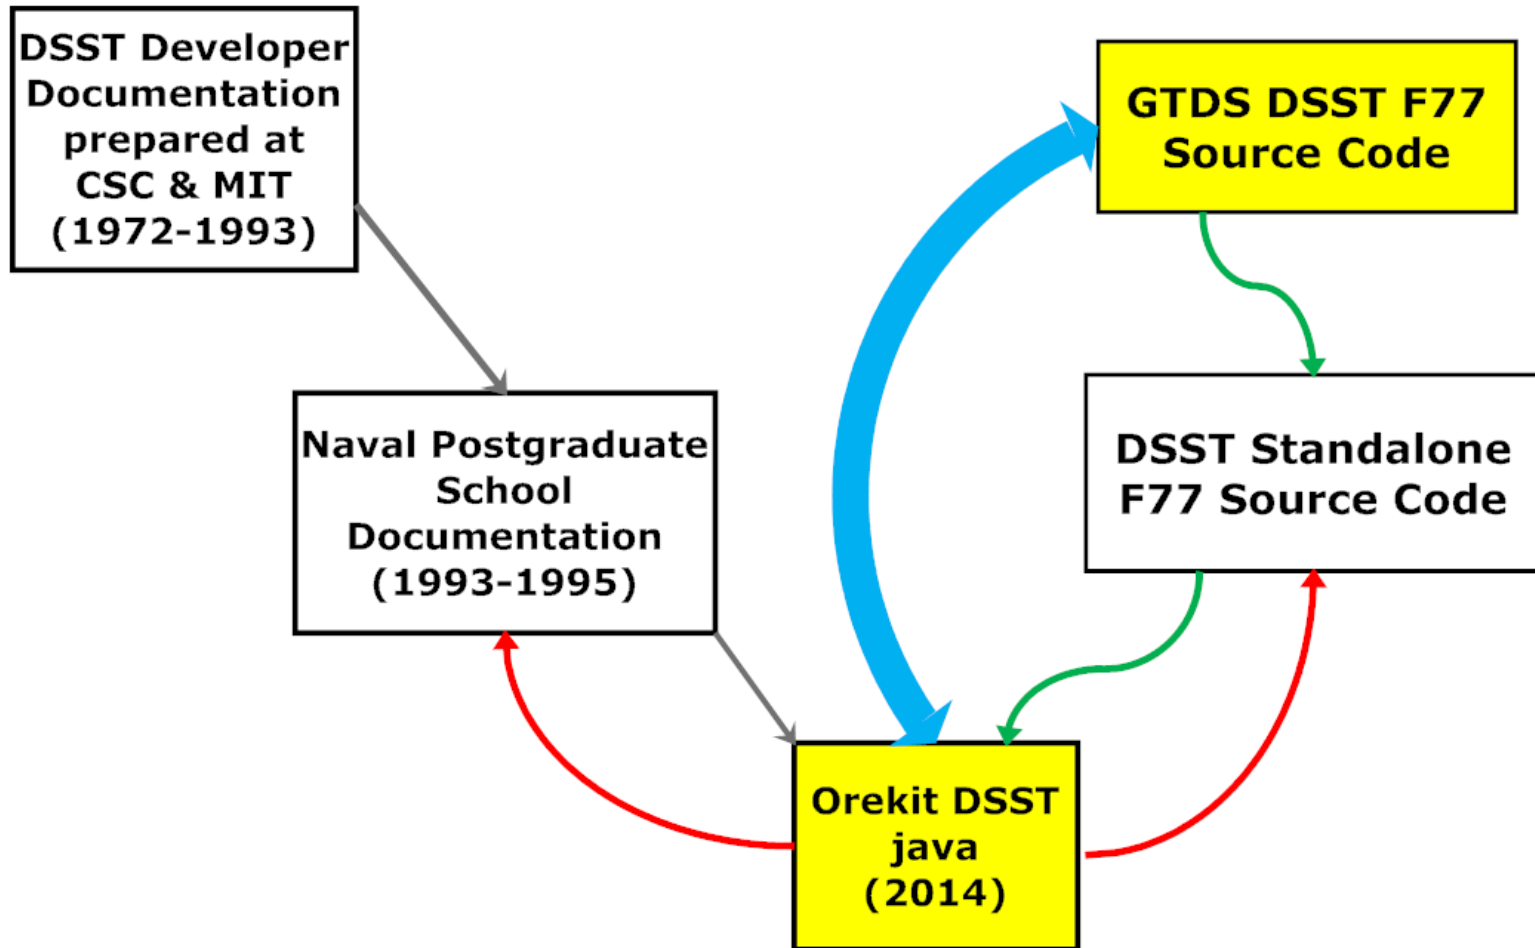 DSST Developer
Documentation
prepared at
CSC & MIT
(1972-1993)
GTDS DSST F77
Source Code
Naval Postgraduate
School
Documentation
(1993-1995)
DSST Standalone
F77 Source Code
Orekit DSST
java
(2014)